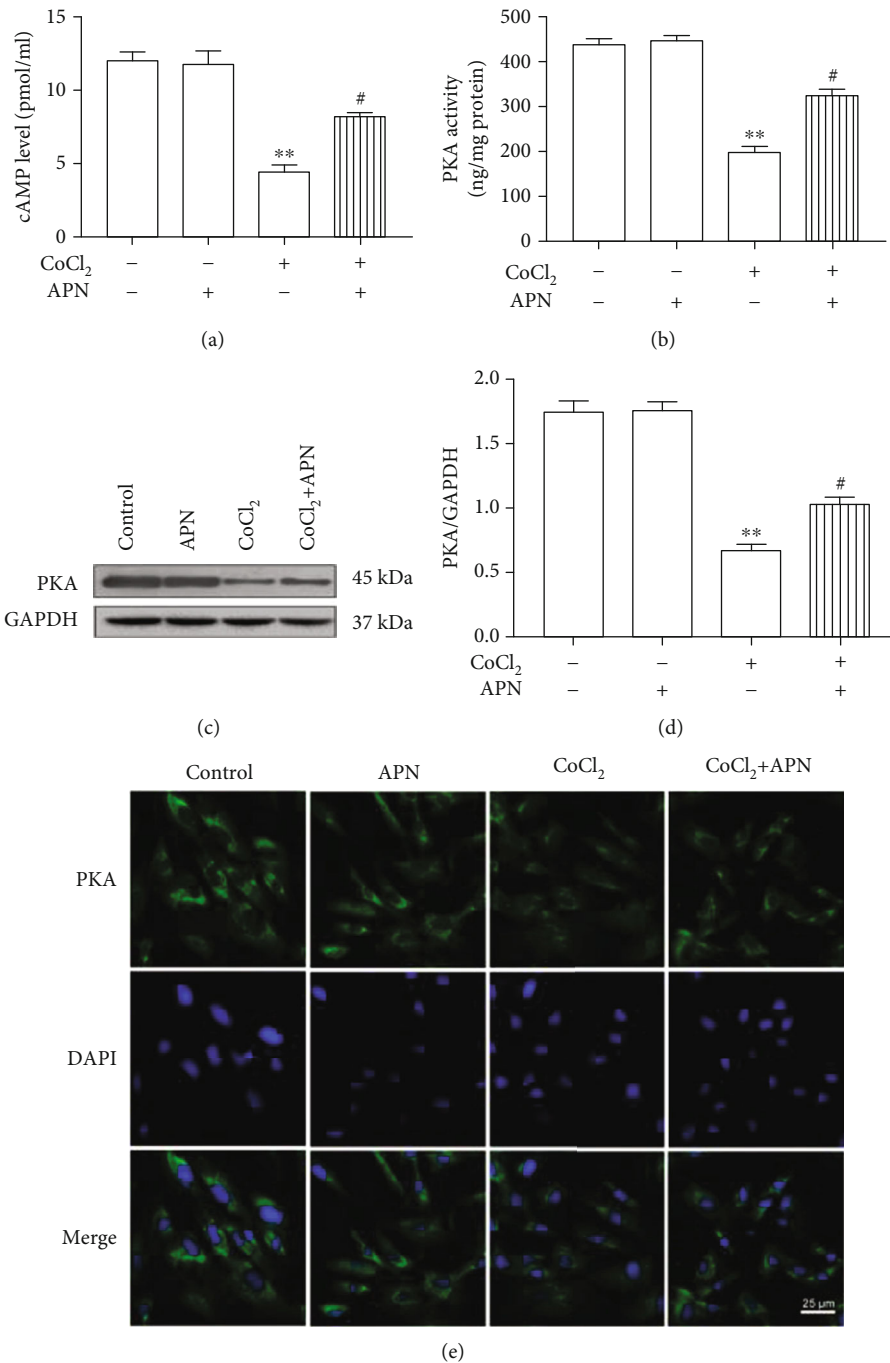 15
10
5
0
cAMP level (pmol/ml)
**
#
CoCl2 − − + +
APN − + − +
(a)
500
400
300
200
100
0
PKA activity
(ng/mg protein)
**
#
CoCl2 − − + +
APN − + − +
(b)
Control APN CoCl2 CoCl2+APN
PKA 45 kDa
GAPDH 37 kDa
(c)
2.0
1.5
1.0
0.5
0.0
PKA/GAPDH
**
#
CoCl2 − − + +
APN − + − +
(d)
Control APN CoCl2 CoCl2+APN
PKA
DAPI
Merge
25 μm
(e)